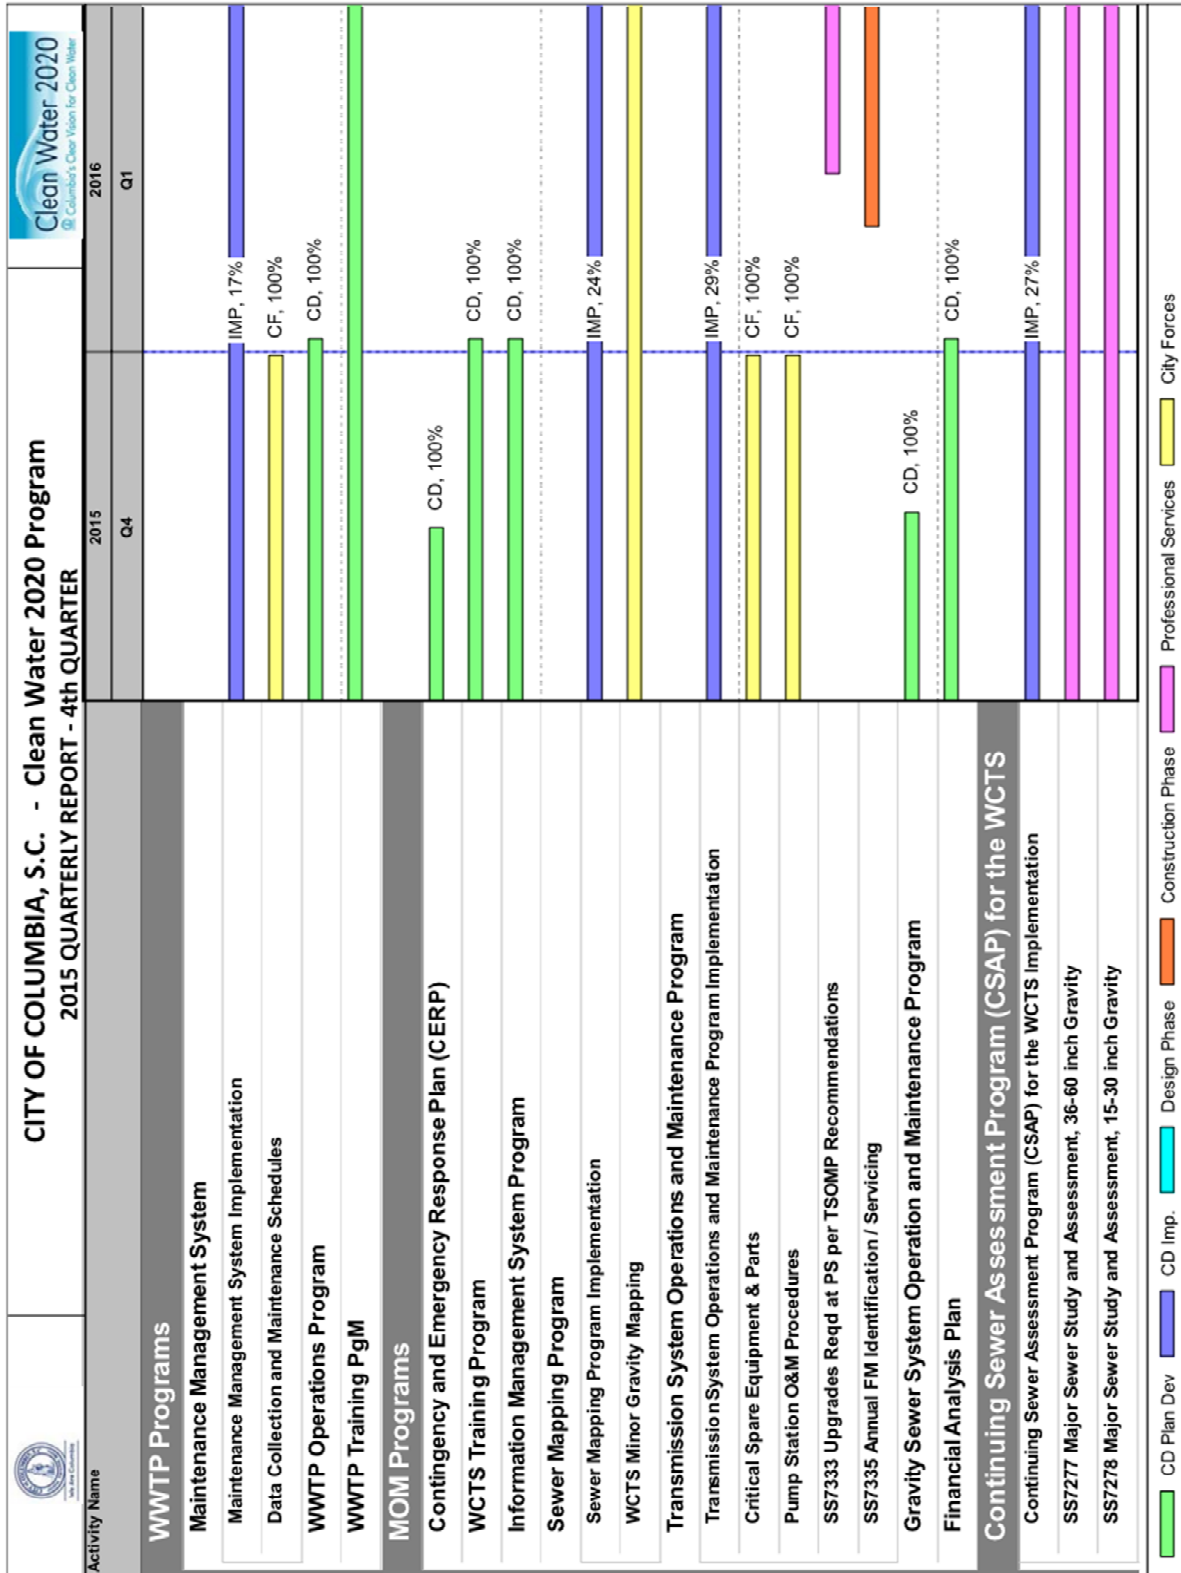 We Are Columbia
CITY OF COLUMBIA, S.C. - Clean Water 2020 Program
2015 QUARTERLY REPORT - 4th QUARTER
Clean Water 2020
Columbia's Clear Vision for Clean Water
Activity Name
2015
2016
Q4
Q1
WWTP Programs
Maintenance Management System
Maintenance Management System Implementation
IMP, 17%
Data Collection and Maintenance Schedules
CF, 100%
WWTP Operations Program
CD, 100%
WWTP Training PgM
MOM Programs
Contingency and Emergency Response Plan (CERP)
CD, 100%
WCTS Training Program
CD, 100%
Information Management System Program
CD, 100%
Sewer Mapping Program
Sewer Mapping Program Implementation
IMP, 24%
WCTS Minor Gravity Mapping
Transmission System Operations and Maintenance Program
Transmission System Operations and Maintenance Program Implementation
IMP, 29%
Critical Spare Equipment & Parts
CF, 100%
Pump Station O&M Procedures
CF, 100%
SS7333 Upgrades Reqd at PS per TSOMP Recommendations
SS7335 Annual FM Identification / Servicing
Gravity Sewer System Operation and Maintenance Program
CD, 100%
Financial Analysis Plan
CD, 100%
Continuing Sewer Assessment Program (CSAP) for the WCTS
Continuing Sewer Assessment Program (CSAP) for the WCTS Implementation
IMP, 27%
SS7277 Major Sewer Study and Assessment, 36-60 inch Gravity
SS7278 Major Sewer Study and Assessment, 15-30 inch Gravity
CD Plan Dev
CD Imp.
Design Phase
Construction Phase
Professional Services
City Forces